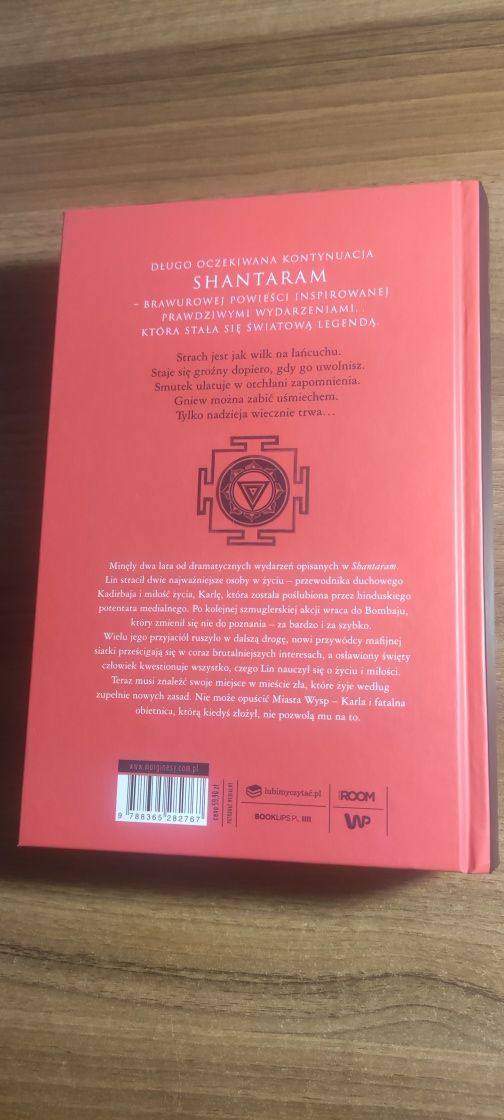 DŁUGO OCZEKIWANA KONTYNUACJA
SHANTARAM
– BRAWUROWEJ POWIEŚCI INSPIROWANEJ
PRAWDZIWYMI WYDARZENIAMI,
KTÓRA STAŁA SIĘ ŚWIATOWĄ LEGENDĄ.
Strach jest jak wilk na łańcuchu.
Staje się groźny dopiero, gdy go uwolnisz.
Smutek ulatuje w otchłani zapomnienia.
Gniew można zabić uśmiechem.
Tylko nadzieja wiecznie trwa…
Minęły dwa lata od dramatycznych wydarzeń opisanych w Shantaram.
Lin stracił dwie najważniejsze osoby w życiu – przewodnika duchowego
Kadirbaja i miłość życia, Karlę, która została poślubiona przez hinduskiego
potentata medialnego. Po kolejnej szmuglerskiej akcji wraca do Bombaju,
który zmienił się nie do poznania – za bardzo i za szybko.
Wielu jego przyjaciół ruszyło w dalszą drogę, nowi przywódcy mafijnej
siatki prześcigają się w coraz brutalniejszych interesach, a osławiony święty
człowiek kwestionuje wszystko, czego Lin nauczył się o życiu i miłości.
Teraz musi znaleźć swoje miejsce w mieście zła, które żyje według
zupełnie nowych zasad. Nie może opuścić Miasta Wysp – Karla i fatalna
obietnica, którą kiedyś złożył, nie pozwolą mu na to.
www.marginesy.com.pl
9 788365 282767
cena 59,90 zł
PATRONAT MEDIALNY
lubimyczytać.pl
BOOKLIPS.PL
ROOM
WP